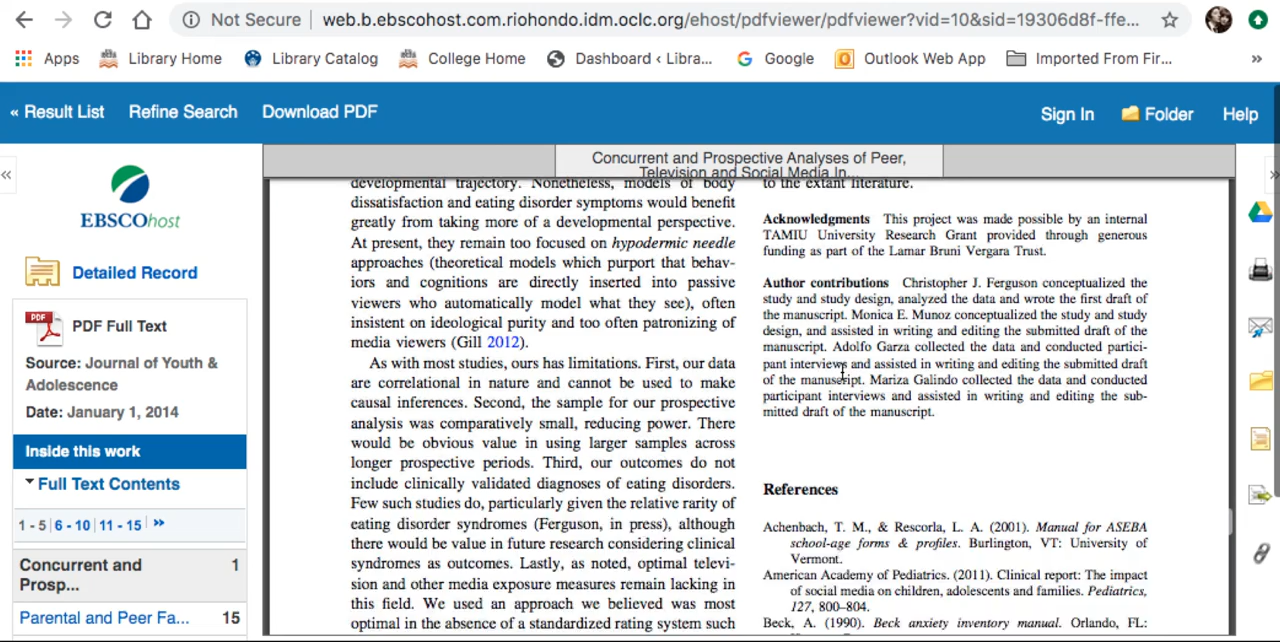 Not Secure | web.b.ebscohost.com.riohondo.idm.oclc.org/ehost/pdfviewer/pdfviewer?vid=10&sid=19306d8f-ffe...
Apps Library Home Library Catalog College Home Dashboard ‹ Libra... Google Outlook Web App Imported From Fir... »
« Result List Refine Search Download PDF Sign In Folder Help
«
EBSCOhost
Detailed Record
PDF PDF Full Text
Source: Journal of Youth &
Adolescence
Date: January 1, 2014
Inside this work
Full Text Contents
1 - 5 | 6 - 10 | 11 - 15 | »
Concurrent and 1
Prosp...
Parental and Peer Fa... 15
Concurrent and Prospective Analyses of Peer,
Television and Social Media In...
developmental trajectory. Nonetheless, models of body
dissatisfaction and eating disorder symptoms would benefit
greatly from taking more of a developmental perspective.
At present, they remain too focused on hypodermic needle
approaches (theoretical models which purport that behav-
iors and cognitions are directly inserted into passive
viewers who automatically model what they see), often
insistent on ideological purity and too often patronizing of
media viewers (Gill 2012).
As with most studies, ours has limitations. First, our data
are correlational in nature and cannot be used to make
causal inferences. Second, the sample for our prospective
analysis was comparatively small, reducing power. There
would be obvious value in using larger samples across
longer prospective periods. Third, our outcomes do not
include clinically validated diagnoses of eating disorders.
Few such studies do, particularly given the relative rarity of
eating disorder syndromes (Ferguson, in press), although
there would be value in future research considering clinical
syndromes as outcomes. Lastly, as noted, optimal televi-
sion and other media exposure measures remain lacking in
this field. We used an approach we believed was most
optimal in the absence of a standardized rating system such
to the extant literature.
Acknowledgments This project was made possible by an internal
TAMIU University Research Grant provided through generous
funding as part of the Lamar Bruni Vergara Trust.
Author contributions Christopher J. Ferguson conceptualized the
study and study design, analyzed the data and wrote the first draft of
the manuscript. Monica E. Munoz conceptualized the study and study
design, and assisted in writing and editing the submitted draft of the
manuscript. Adolfo Garza collected the data and conducted partici-
pant interviews and assisted in writing and editing the submitted draft
of the manuscript. Mariza Galindo collected the data and conducted
participant interviews and assisted in writing and editing the sub-
mitted draft of the manuscript.
References
Achenbach, T. M., & Rescorla, L. A. (2001). Manual for ASEBA
school-age forms & profiles. Burlington, VT: University of
Vermont.
American Academy of Pediatrics. (2011). Clinical report: The impact
of social media on children, adolescents and families. Pediatrics,
127, 800–804.
Beck, A. (1990). Beck anxiety inventory manual. Orlando, FL:
»